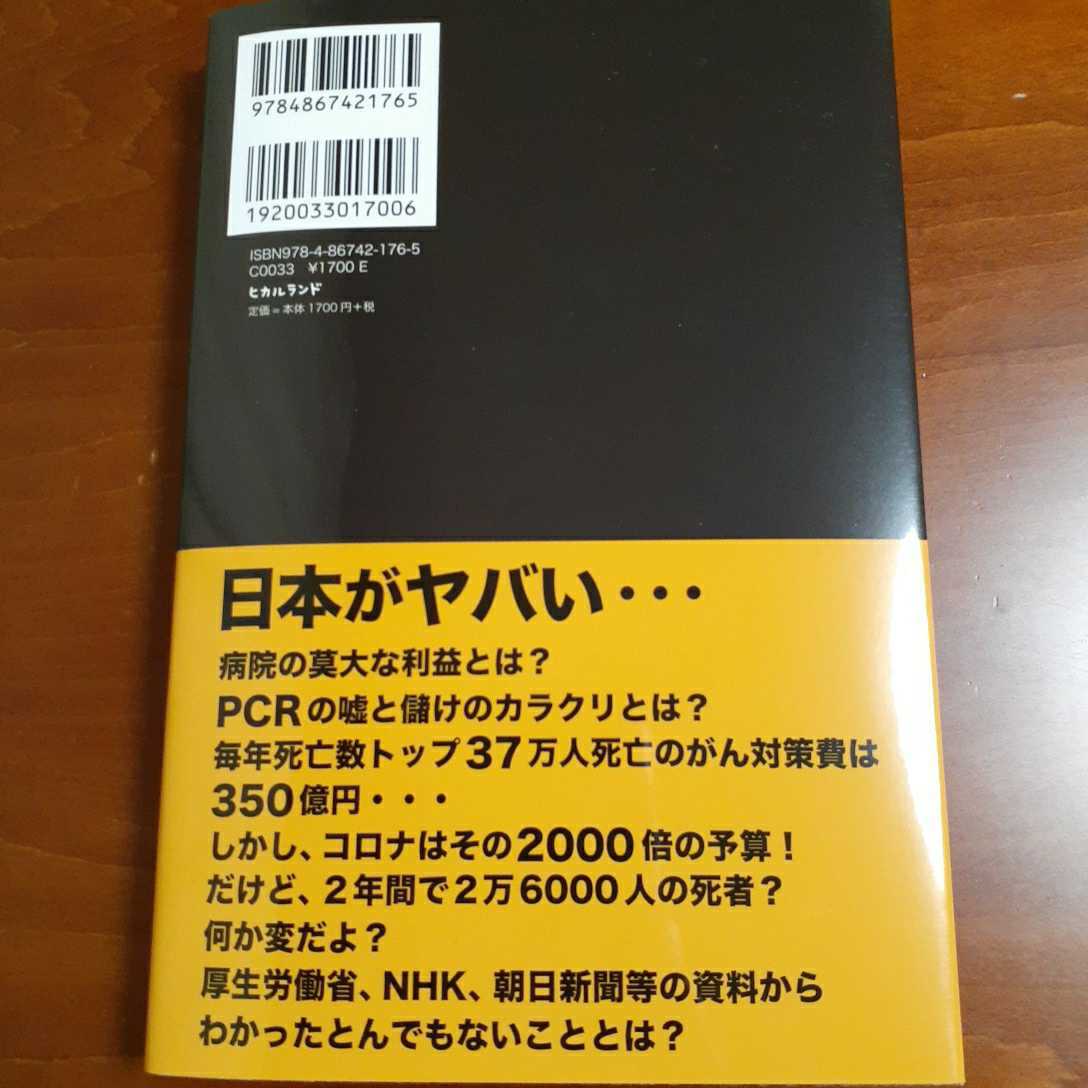 9784867421765
1920033017006
ISBN978-4-86742-176-5
C0033 ¥1700 E
ヒカルランド
定価=本体 1700 円+税
日本がヤバい・・・
病院の莫大な利益とは？
PCRの嘘と儲けのカラクリとは？
毎年死亡数トップ37万人死亡のがん対策費は
350億円・・・
しかし、コロナはその2000倍の予算！
だけど、2年間で2万6000人の死者？
何か変だよ？
厚生労働省、NHK、朝日新聞等の資料から
わかったとんでもないこととは？